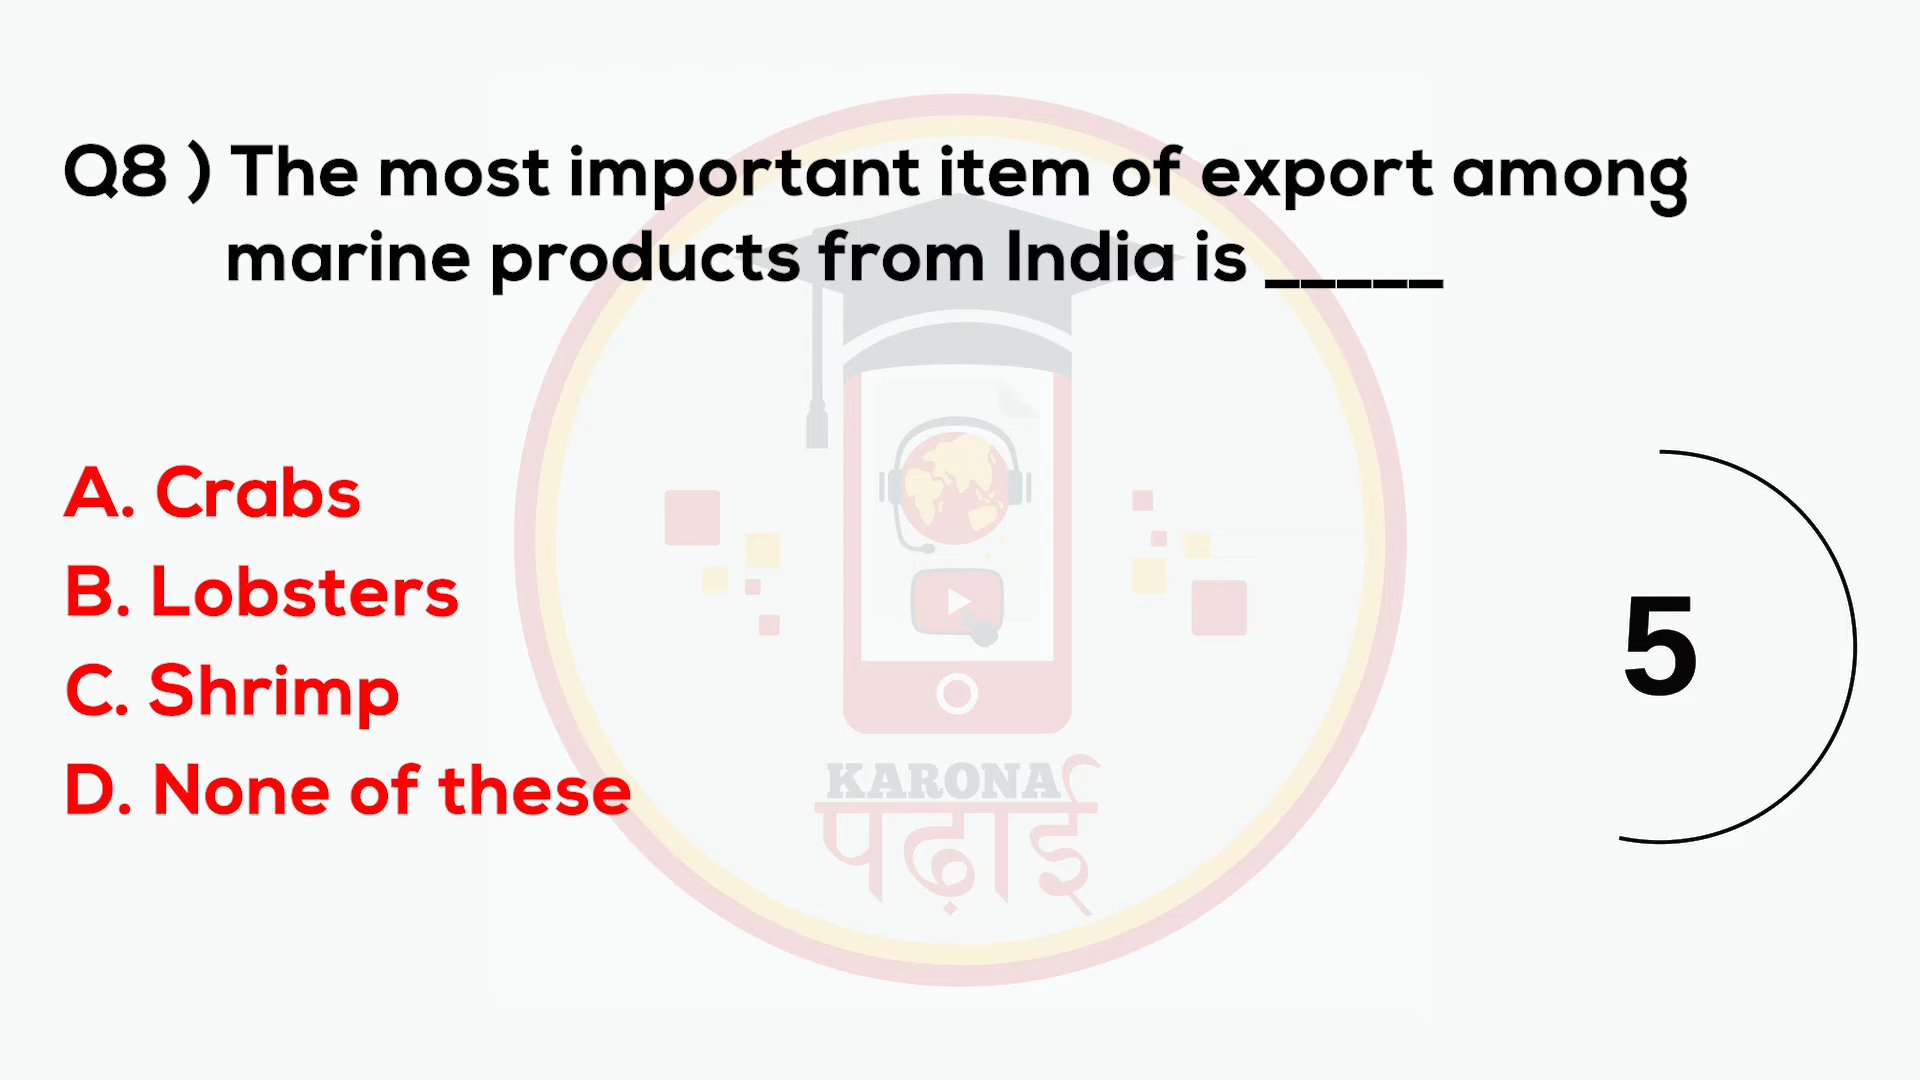 Q8 ) The most important item of export among
marine products from India is _____
A. Crabs
B. Lobsters
C. Shrimp
D. None of these
5
KARONA
पढ़ाई